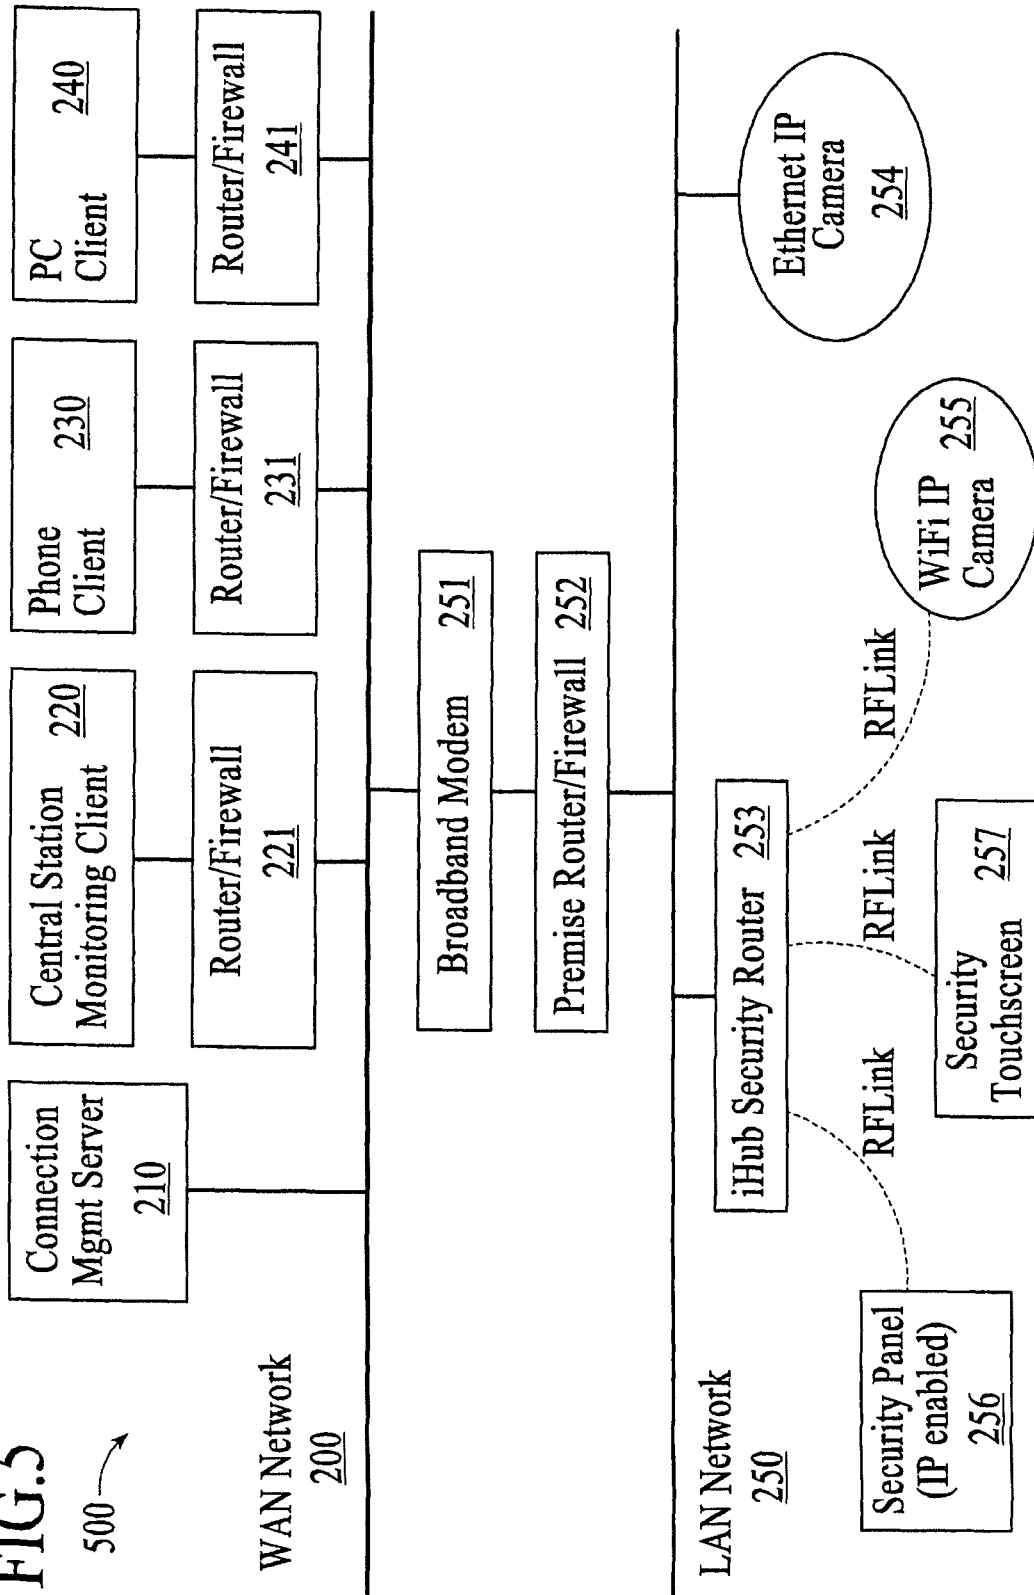 FIG.5
500
Connection
Mgmt Server
210
Central Station
Monitoring Client 220
Phone
Client 230
PC
Client 240
Router/Firewall
221
Router/Firewall
231
Router/Firewall
241
WAN Network
200
Broadband Modem 251
Premise Router/Firewall 252
LAN Network
250
iHub Security Router 253
Ethernet IP
Camera
254
RFLink
RFLink
RFLink
Security Panel
(IP enabled)
256
Security
Touchscreen 257
WiFi IP
Camera 255